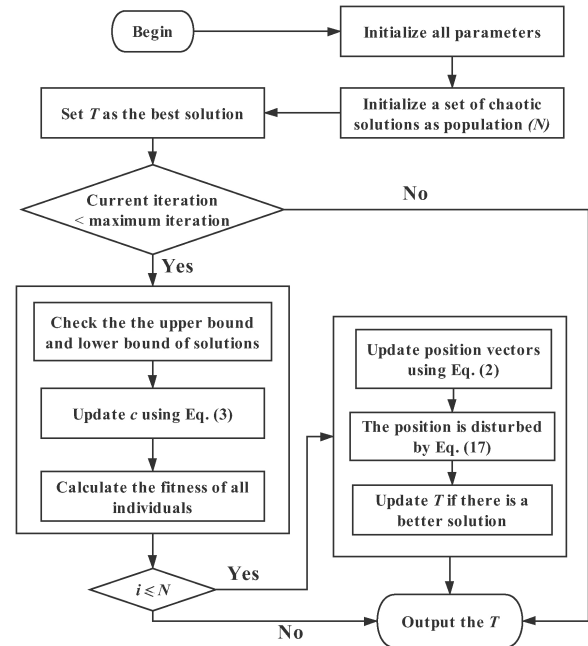 Begin
Initialize all parameters
Initialize a set of chaotic
solutions as population (N)
Set T as the best solution
Current iteration
< maximum iteration
No
Yes
Check the the upper bound
and lower bound of solutions
Update c using Eq. (3)
Calculate the fitness of all
individuals
i ≤ N
Yes
No
Update position vectors
using Eq. (2)
The position is disturbed
by Eq. (17)
Update T if there is a
better solution
Output the T